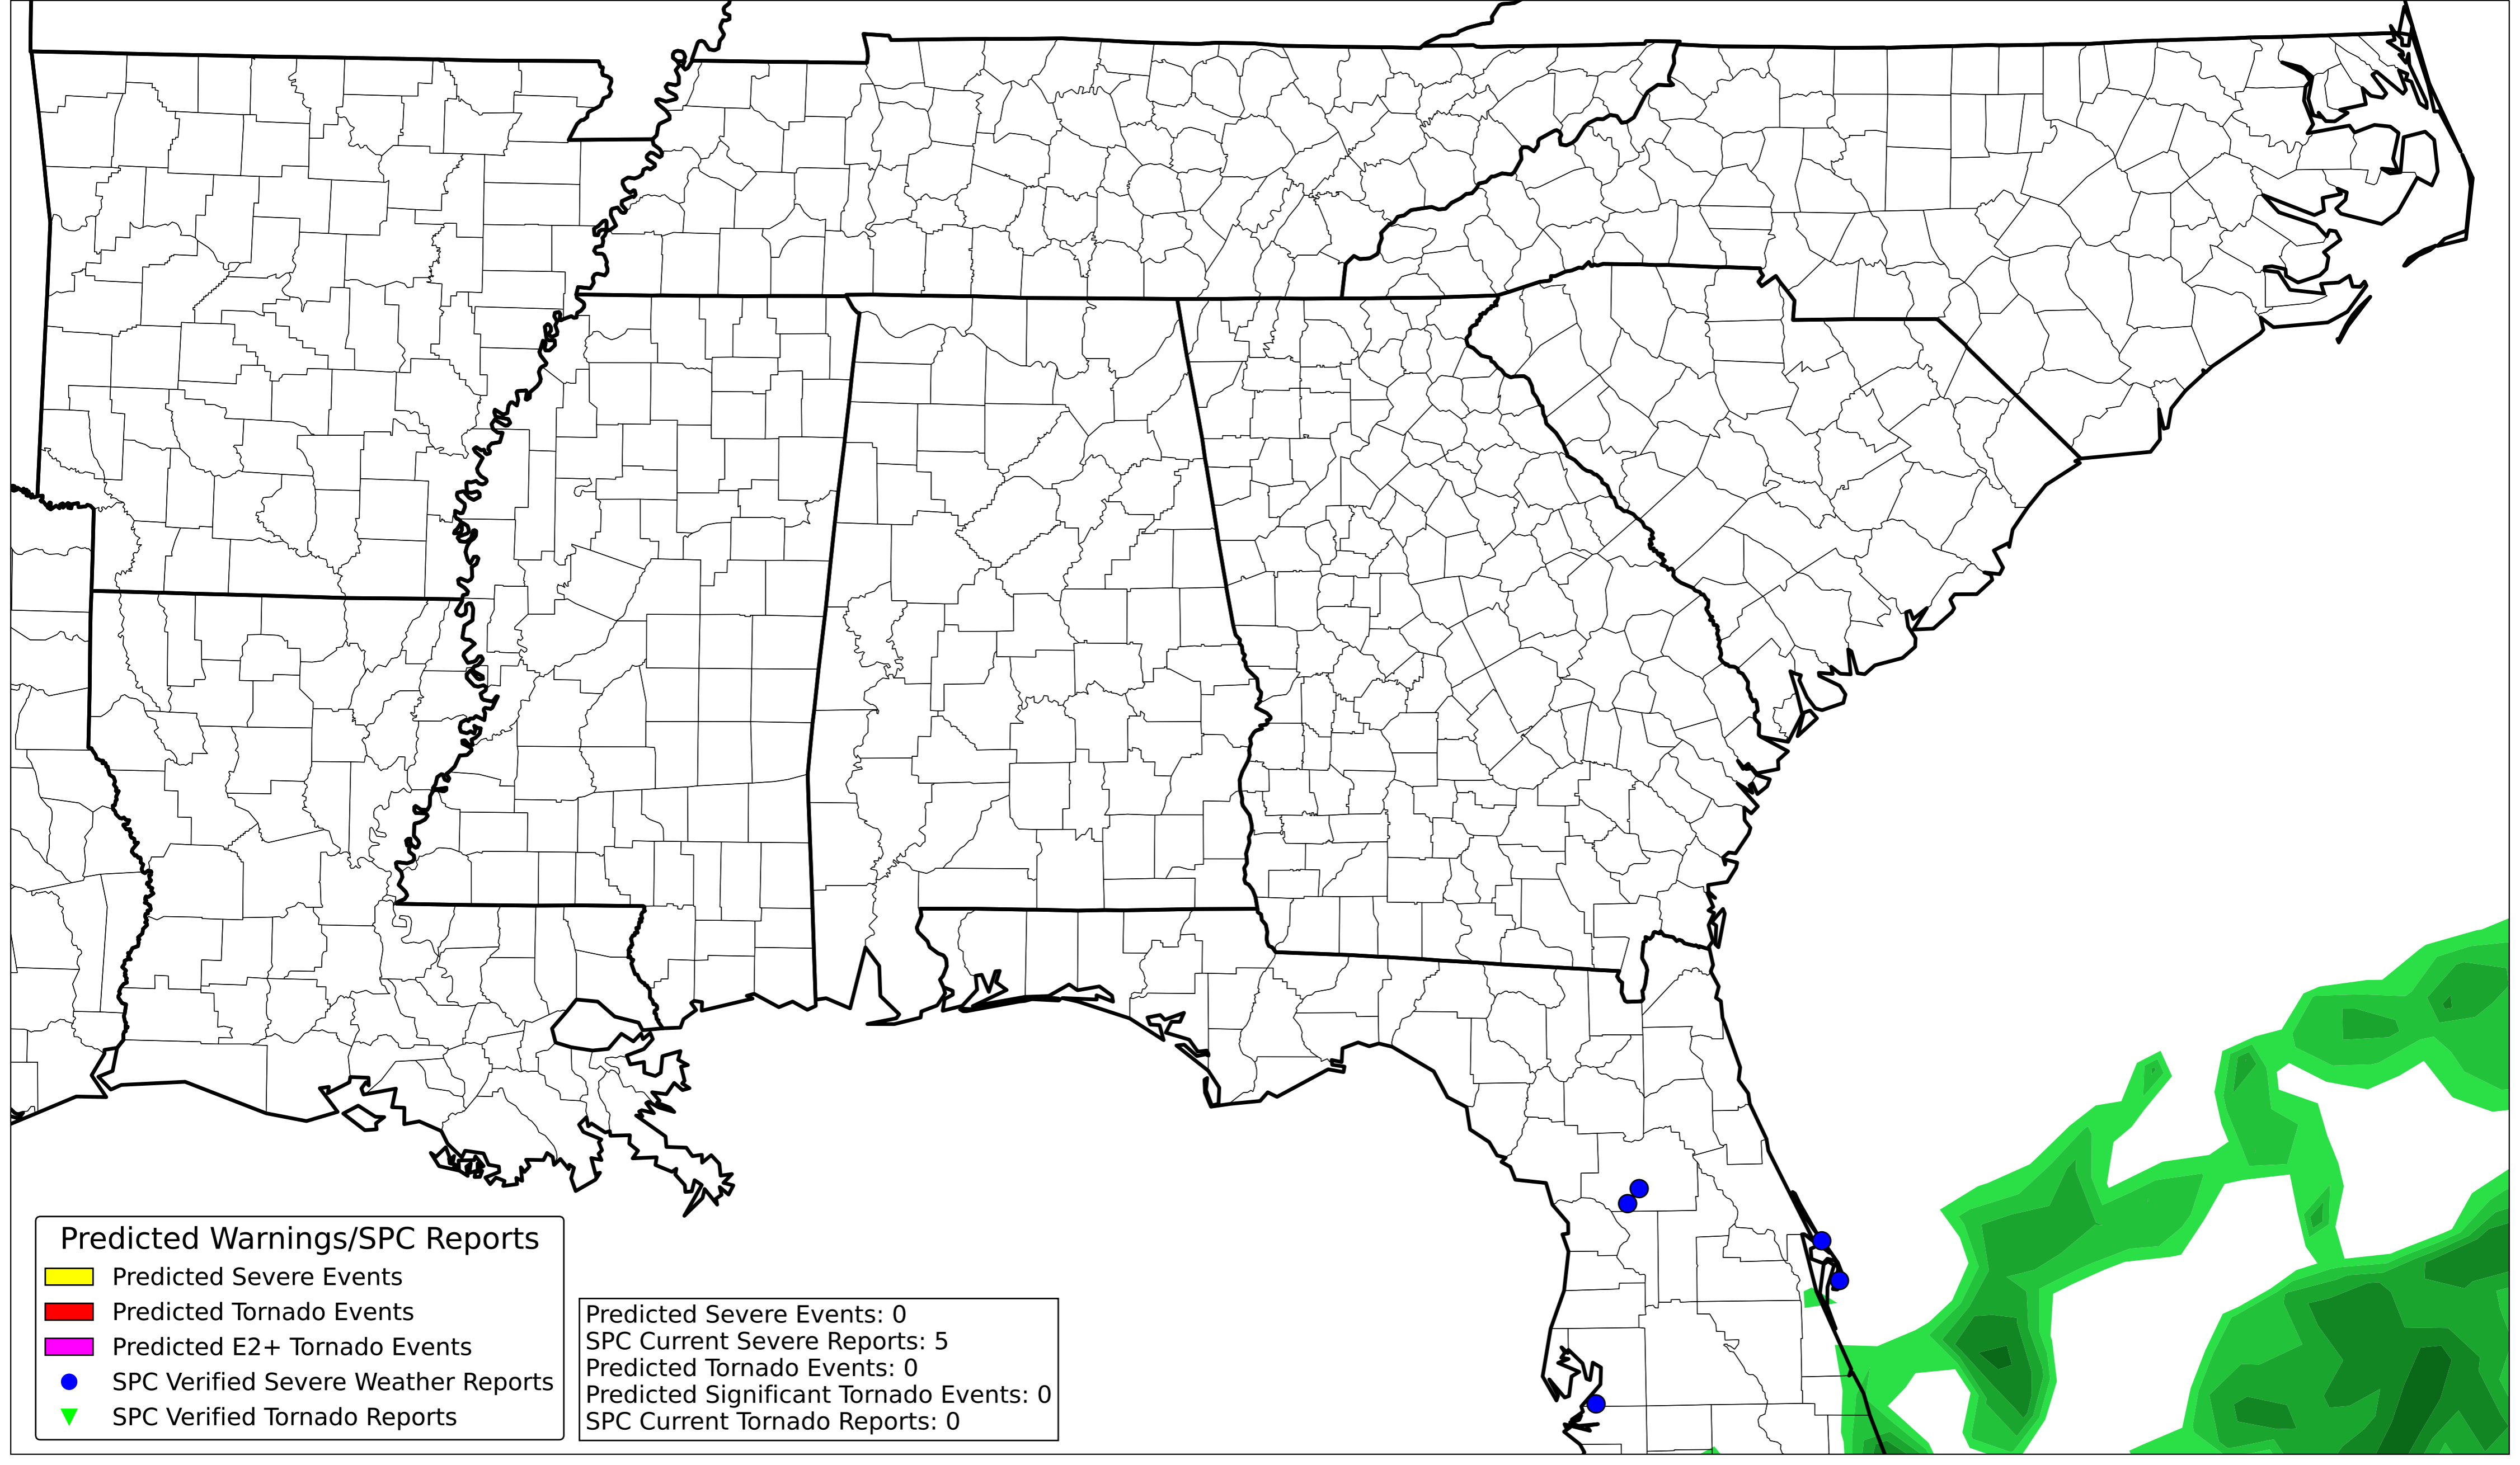 Predicted Warnings/SPC Reports
Predicted Severe Events
Predicted Tornado Events
Predicted E2+ Tornado Events
SPC Verified Severe Weather Reports
SPC Verified Tornado Reports
Predicted Severe Events: 0
SPC Current Severe Reports: 5
Predicted Tornado Events: 0
Predicted Significant Tornado Events: 0
SPC Current Tornado Reports: 0